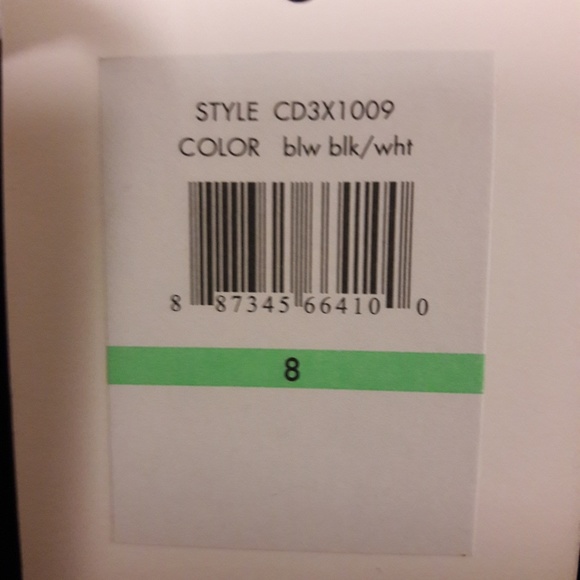 STYLE CD3X1009
COLOR blw blk/wht
8 87345 66410 0
8